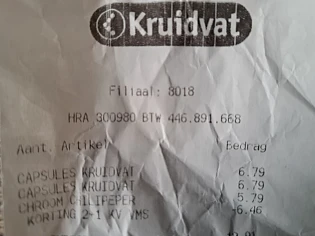 Kruidvat
Filiaal: 8018
HRA 300980 BTW 446.891.668
Aant. Artikel Bedrag
CAPSULES KRUIDVAT 6.79
CAPSULES KRUIDVAT 6.79
CHROOM CHILIPEPER 5.79
KORTING 2-1 KV VMS -6.46